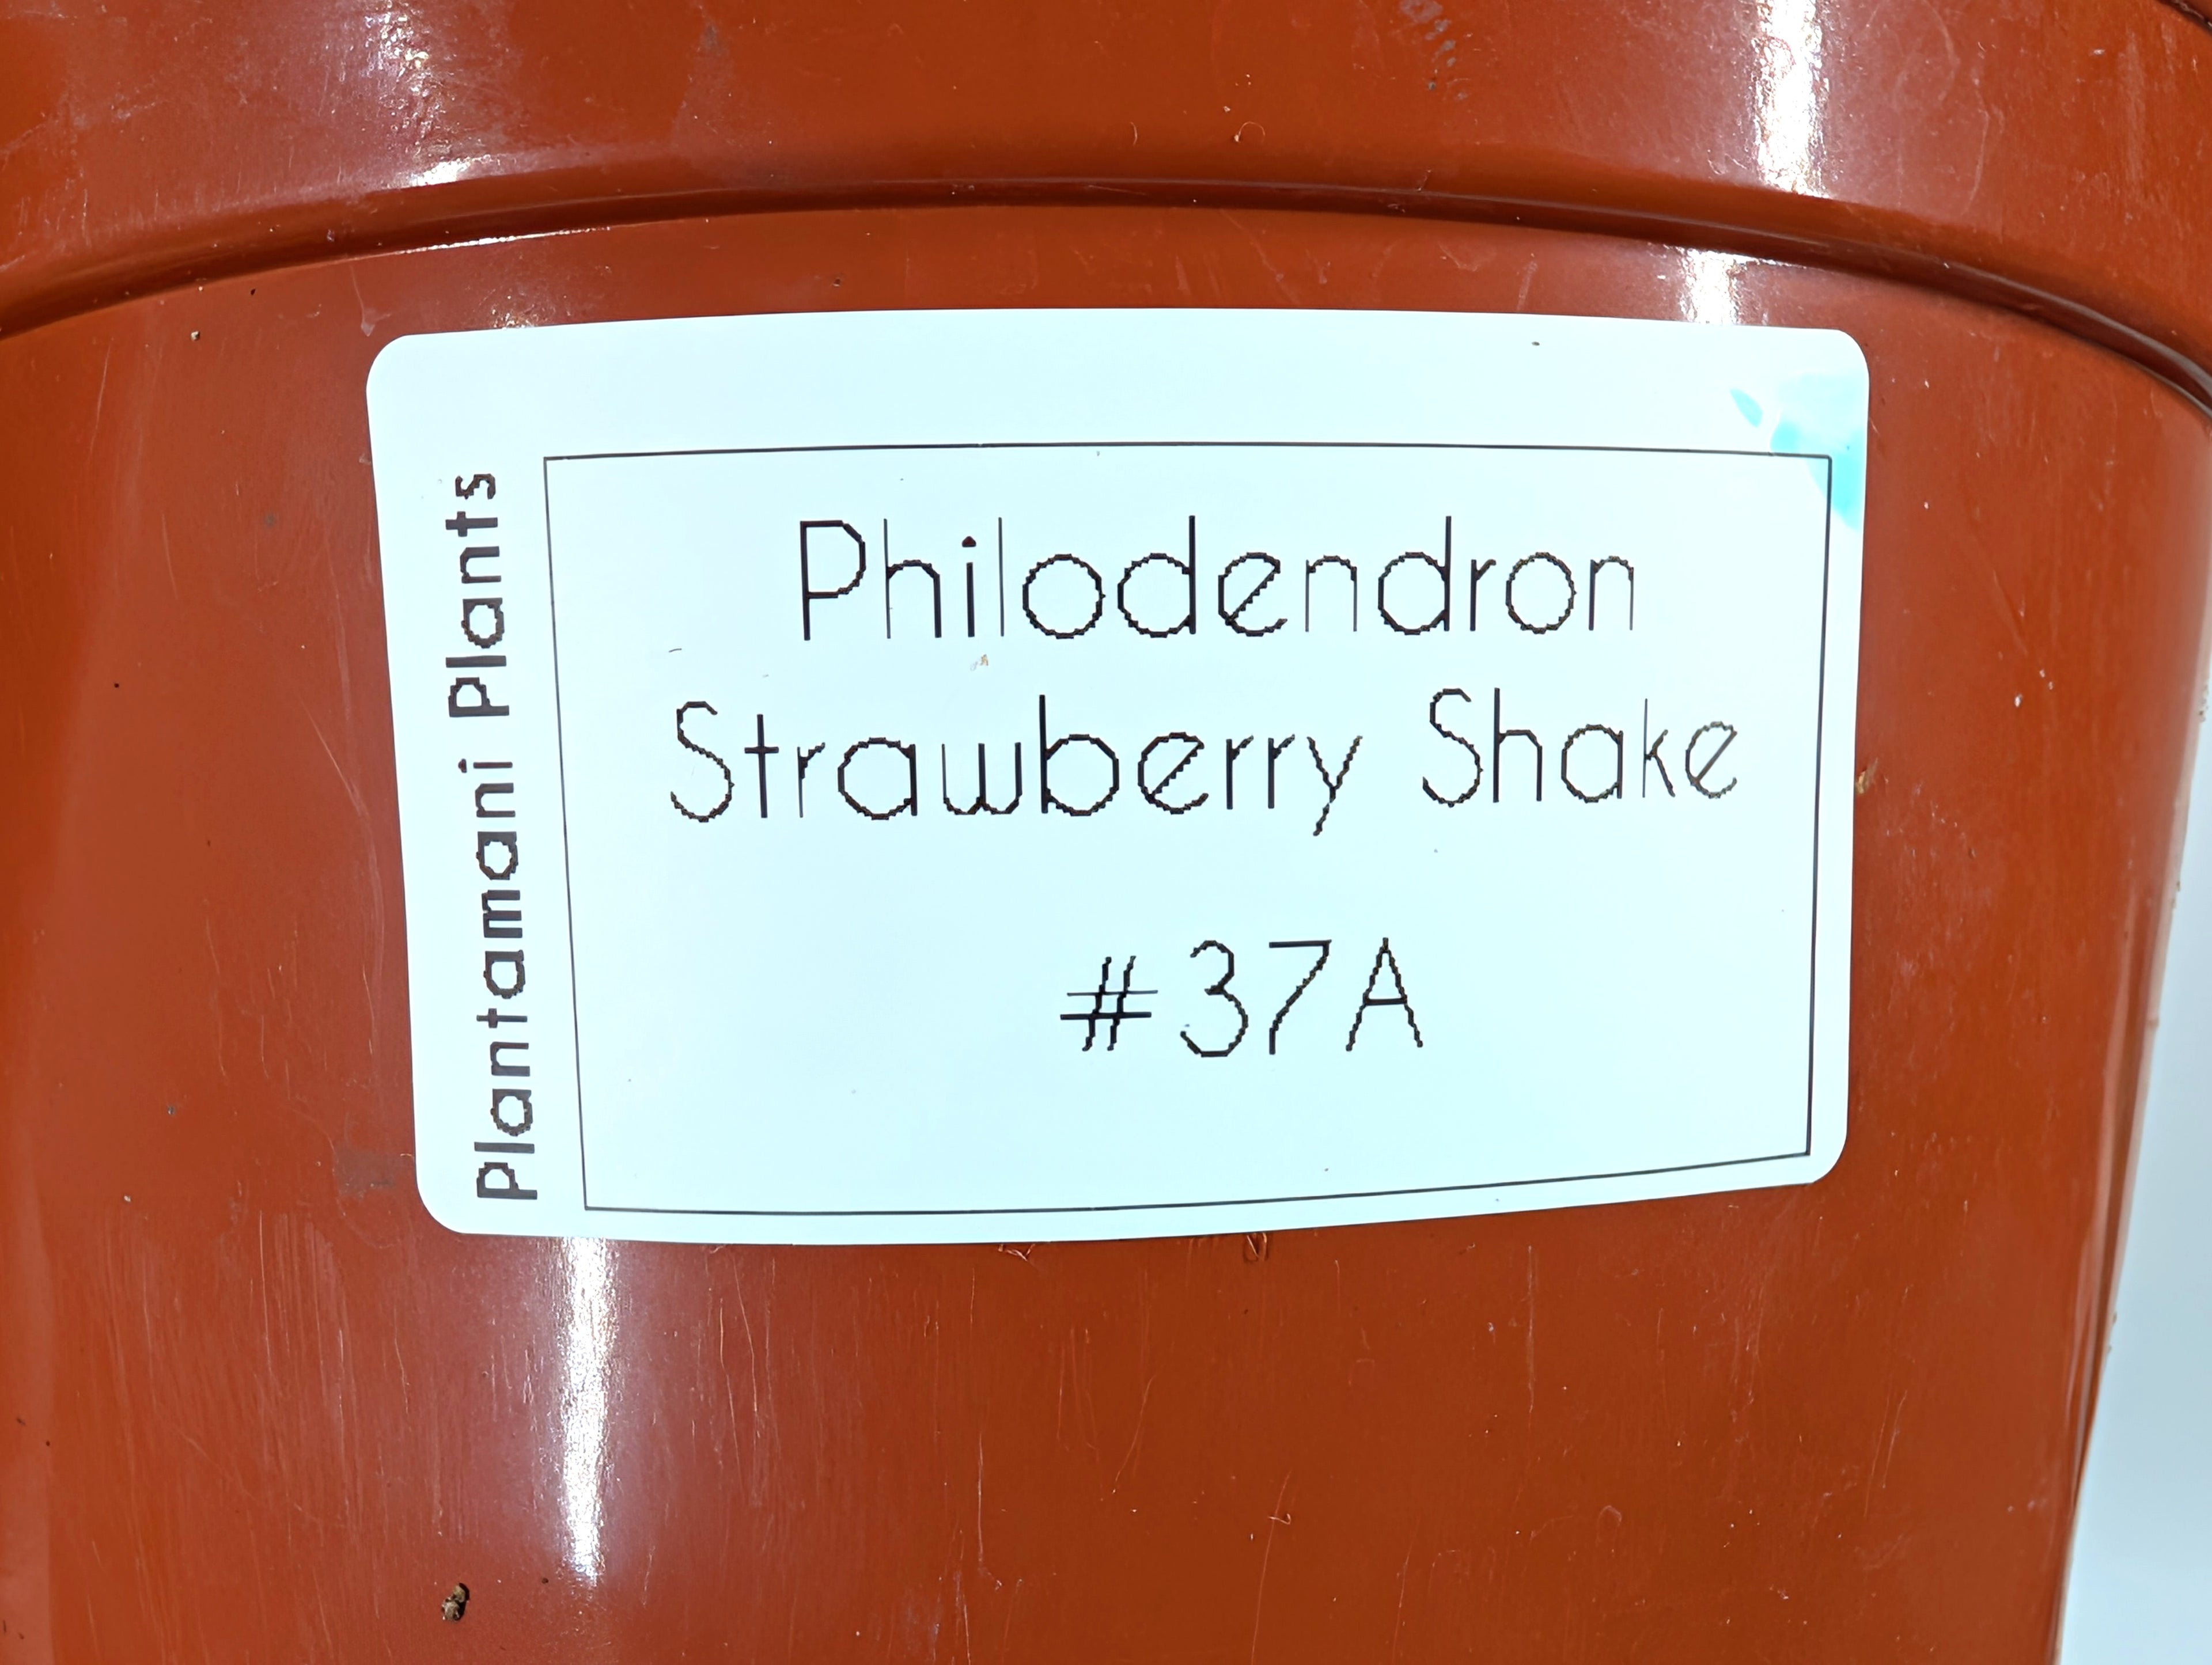 Plantamani Plants
Philodendron
Strawberry Shake
#37A